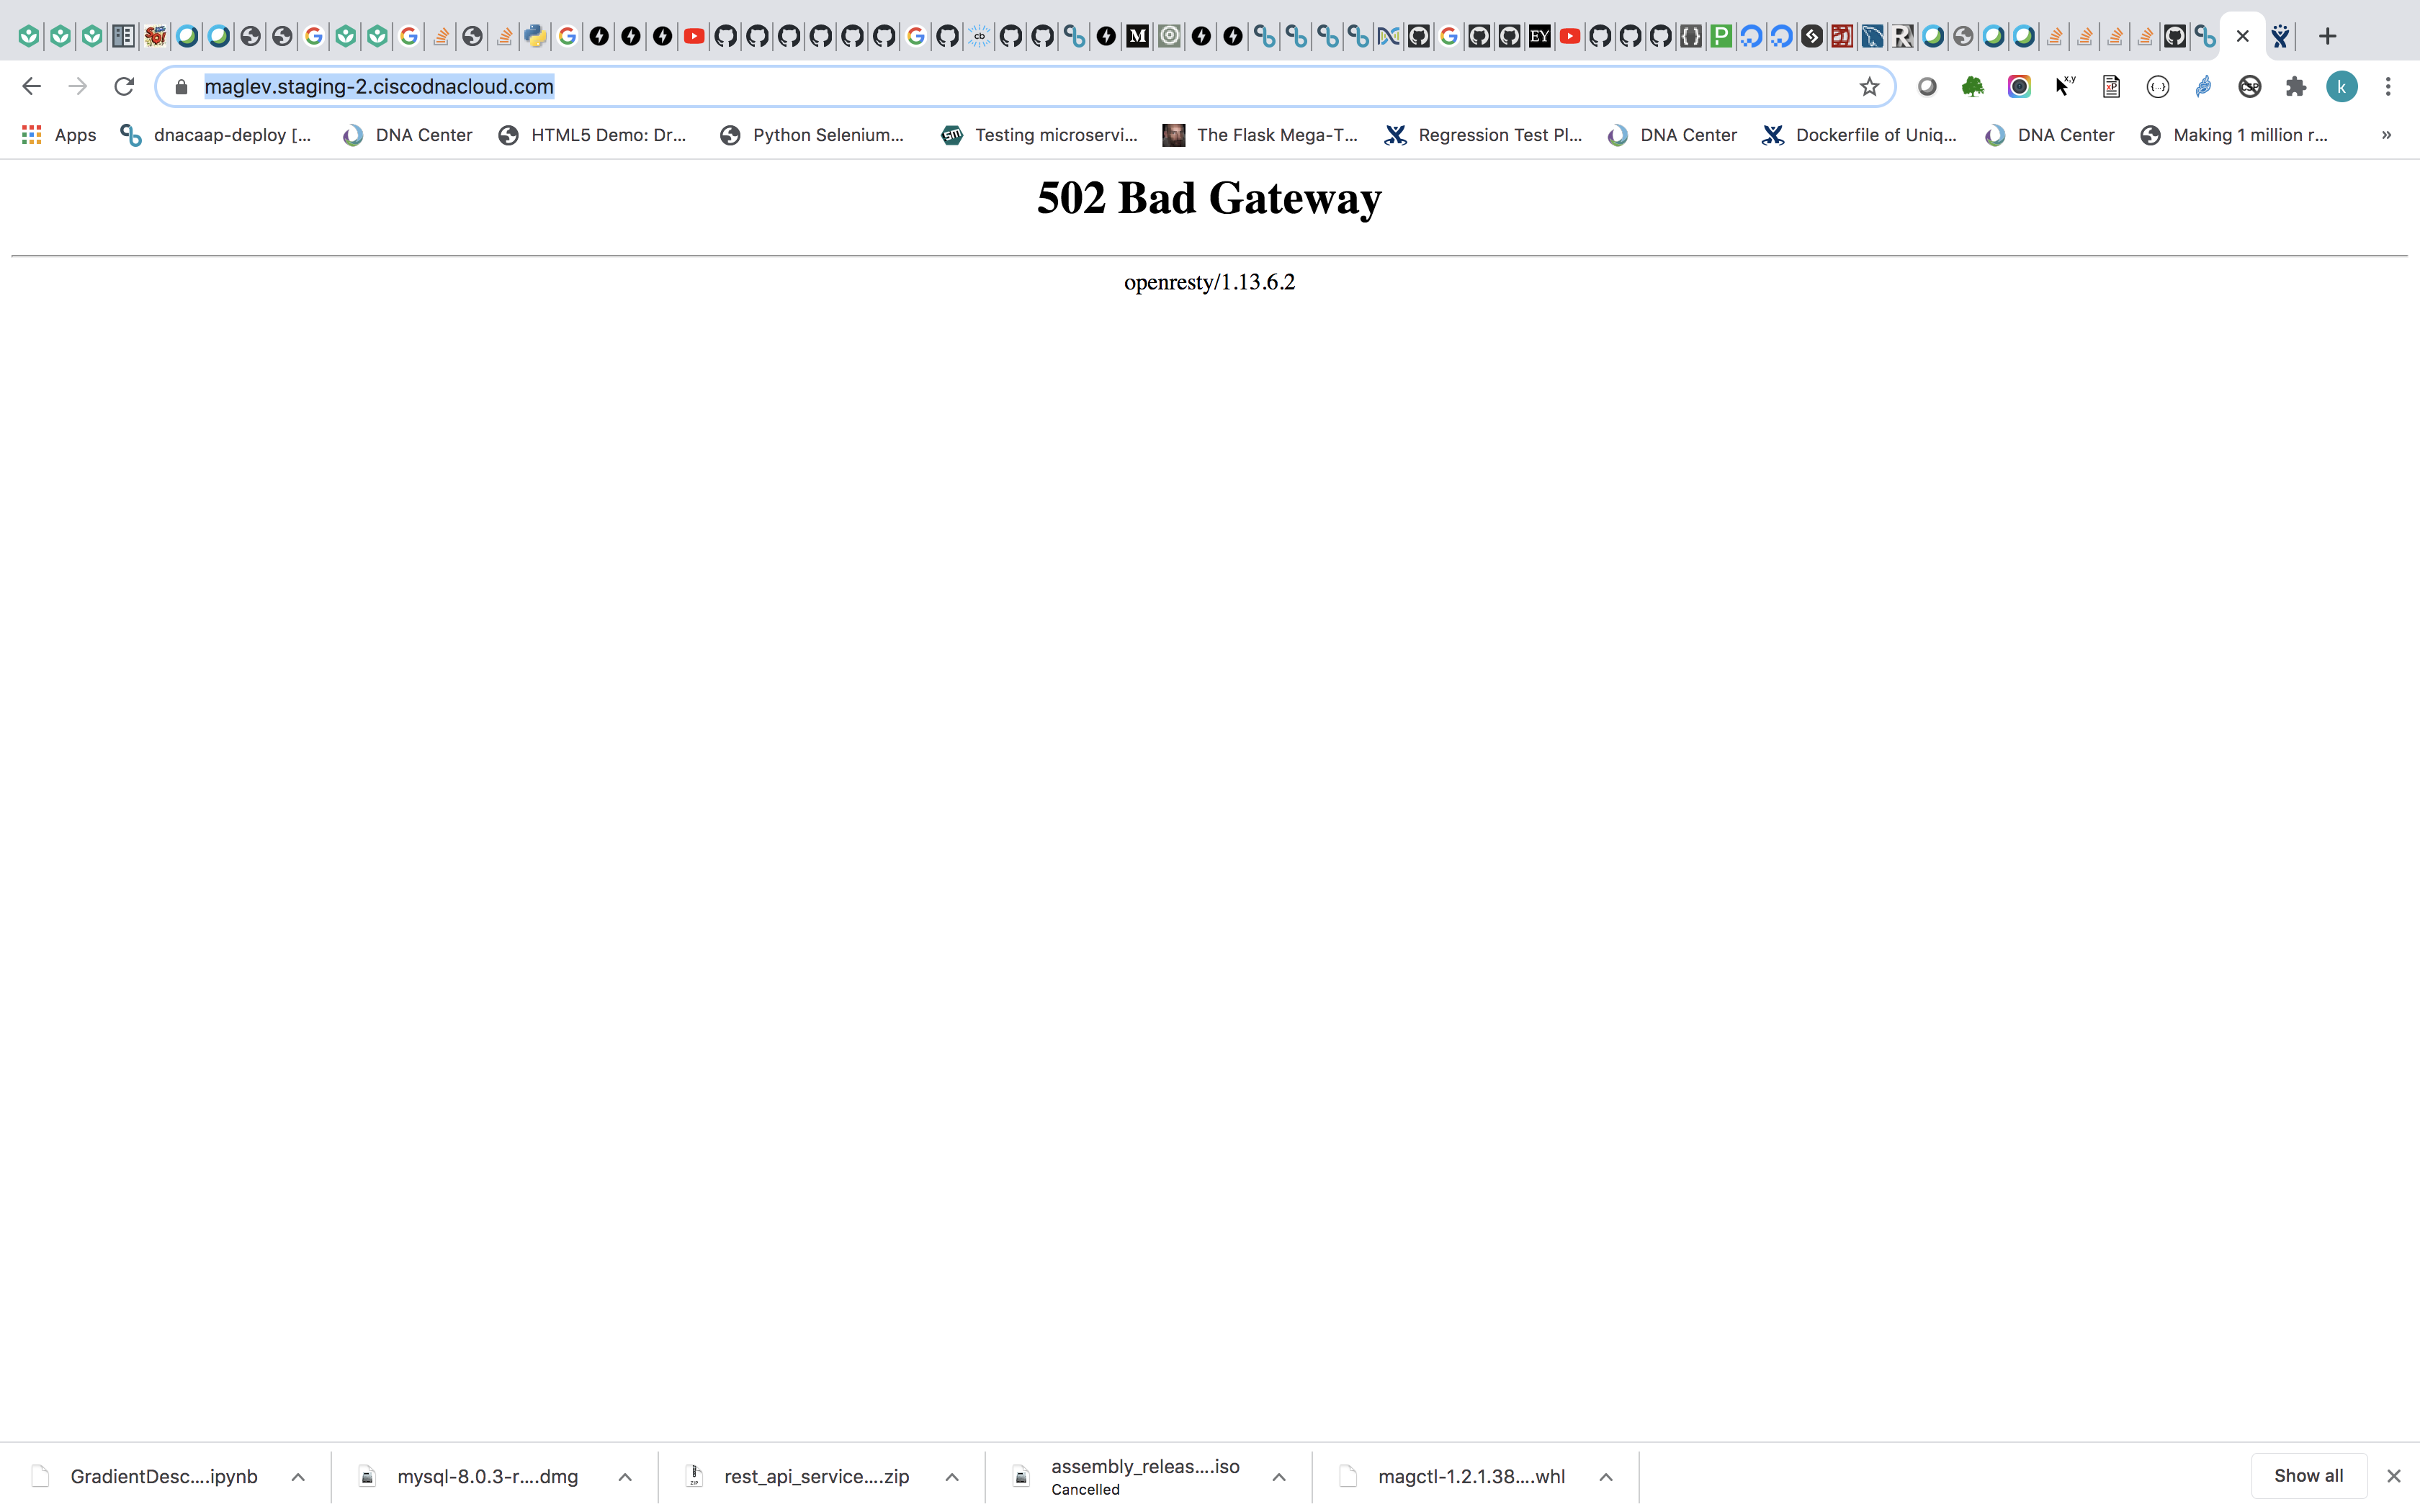 maglev.staging-2.ciscodnacloud.com
Apps dnacaap-deploy [... DNA Center HTML5 Demo: Dr... Python Selenium... Testing microservi... The Flask Mega-T... Regression Test Pl... DNA Center Dockerfile of Uniq... DNA Center Making 1 million r... »
502 Bad Gateway
openresty/1.13.6.2
GradientDesc....ipynb mysql-8.0.3-r....dmg rest_api_service....zip assembly_releas....iso magctl-1.2.1.38....whl Show all
Cancelled